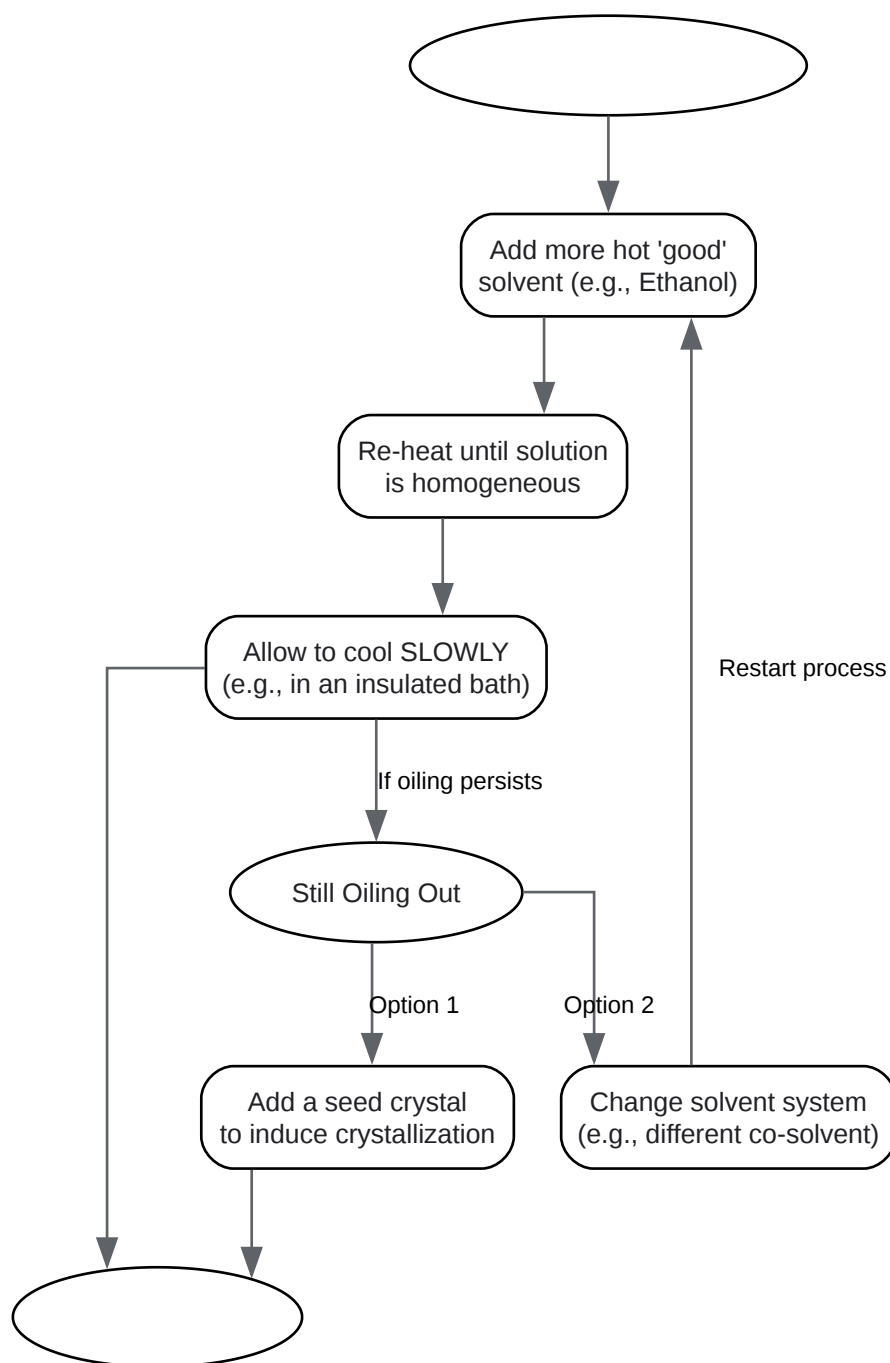 Add more hot 'good'
solvent (e.g., Ethanol)
Re-heat until solution
is homogeneous
Allow to cool SLOWLY
(e.g., in an insulated bath)
Restart process
If oiling persists
Still Oiling Out
Option 1
Option 2
Add a seed crystal
to induce crystallization
Change solvent system
(e.g., different co-solvent)